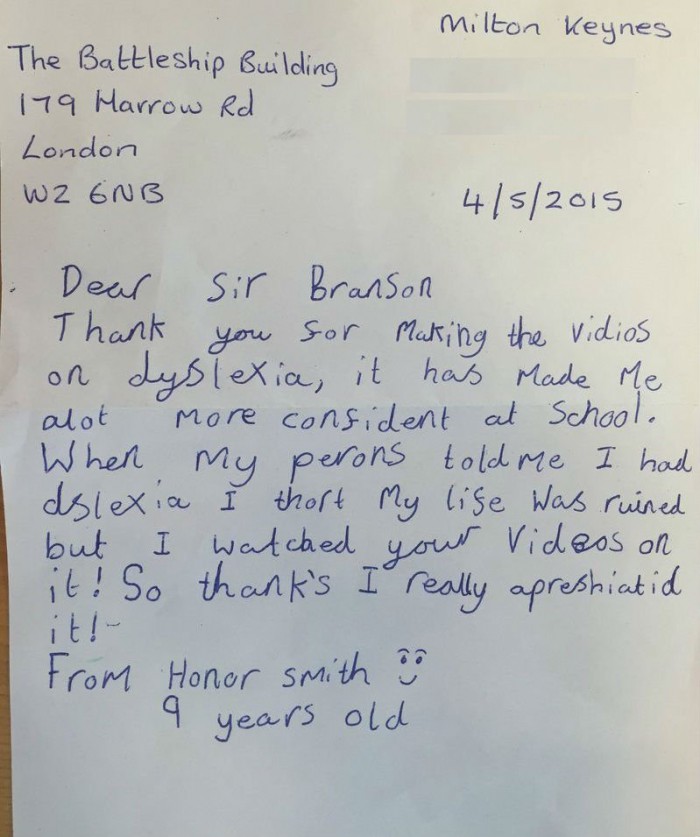 Milton Keynes
The Battleship Building
179 Harrow Rd
London
W2 6NB
4/5/2015
Dear Sir Branson
Thank you for making the vidios
on dyslexia, it has made me
alot more confident at School.
When my perons told me I had
dslexia I thort my life was ruined
but I watched your Videos on
it! So thank's I really apreshiatid
it!-
From Honor smith
9 years old